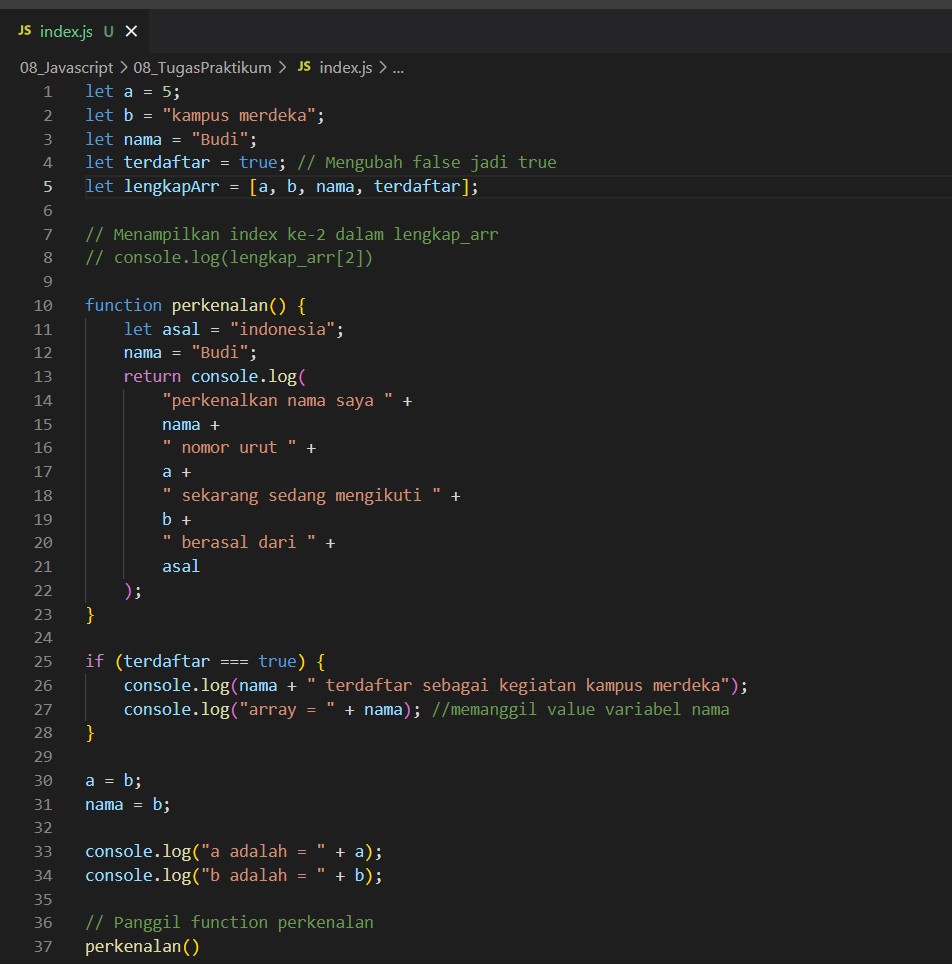 JS index.js U ×
08_Javascript > 08_TugasPraktikum > JS index.js > ...
1 let a = 5;
2 let b = "kampus merdeka";
3 let nama = "Budi";
4 let terdaftar = true; // Mengubah false jadi true
5 let lengkapArr = [a, b, nama, terdaftar];
6
7 // Menampilkan index ke-2 dalam lengkap_arr
8 // console.log(lengkap_arr[2])
9
10 function perkenalan() {
11     let asal = "indonesia";
12     nama = "Budi";
13     return console.log(
14         "perkenalkan nama saya " +
15         nama +
16         " nomor urut " +
17         a +
18         " sekarang sedang mengikuti " +
19         b +
20         " berasal dari " +
21         asal
22     );
23 }
24
25 if (terdaftar === true) {
26     console.log(nama + " terdaftar sebagai kegiatan kampus merdeka");
27     console.log("array = " + nama); //memanggil value variabel nama
28 }
29
30 a = b;
31 nama = b;
32
33 console.log("a adalah = " + a);
34 console.log("b adalah = " + b);
35
36 // Panggil function perkenalan
37 perkenalan()